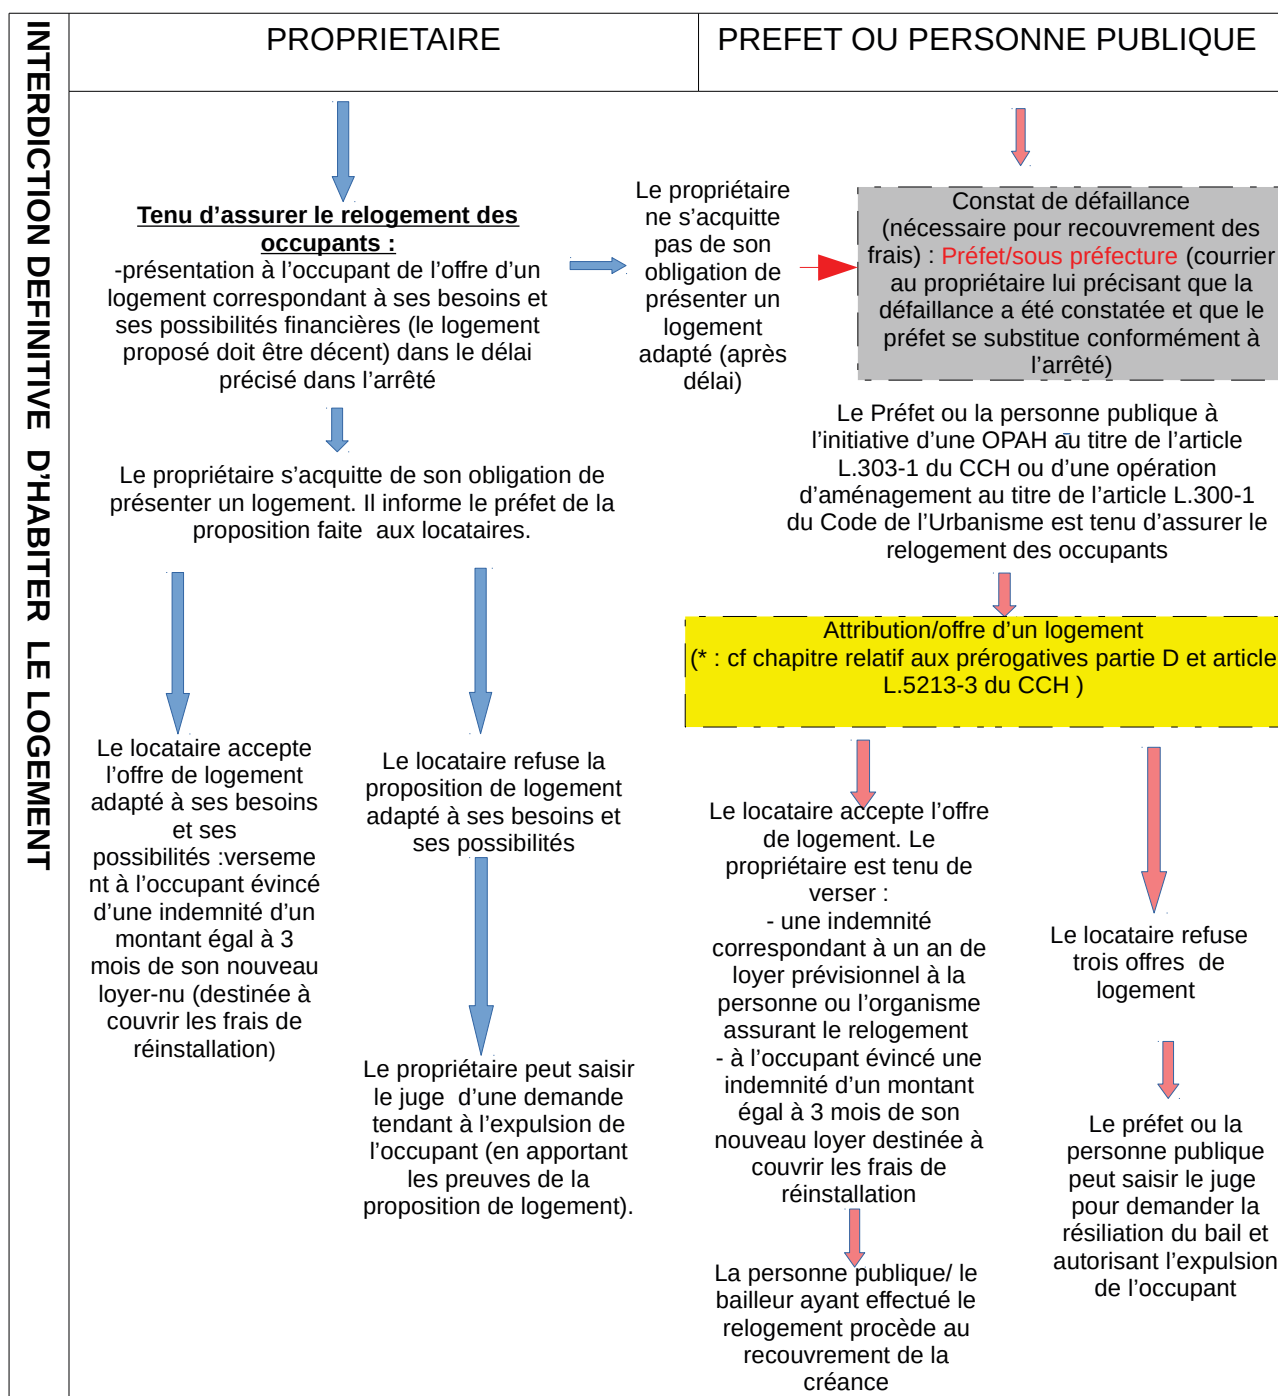 INTERDICTION DEFINITIVE D’HABITER LE LOGEMENT
PROPRIETAIRE
PREFET OU PERSONNE PUBLIQUE
Tenu d’assurer le relogement des
occupants :
-présentation à l’occupant de l’offre d’un
logement correspondant à ses besoins et
ses possibilités financières (le logement
proposé doit être décent) dans le délai
précisé dans l’arrêté
Le propriétaire
ne s’acquitte
pas de son
obligation de
présenter un
logement
adapté (après
délai)
Constat de défaillance
(nécessaire pour recouvrement des
frais) : Préfet/sous préfecture (courrier
au propriétaire lui précisant que la
défaillance a été constatée et que le
préfet se substitue conformément à
l’arrêté)
Le propriétaire s’acquitte de son obligation de
présenter un logement. Il informe le préfet de la
proposition faite aux locataires.
Le Préfet ou la personne publique à
l’initiative d’une OPAH au titre de l’article
L.303-1 du CCH ou d’une opération
d’aménagement au titre de l’article L.300-1
du Code de l’Urbanisme est tenu d’assurer le
relogement des occupants
Attribution/offre d’un logement
(* : cf chapitre relatif aux prérogatives partie D et article
L.5213-3 du CCH )
Le locataire accepte
l’offre de logement
adapté à ses besoins
et ses
possibilités :verseme
nt à l’occupant évincé
d’une indemnité d’un
montant égal à 3
mois de son nouveau
loyer-nu (destinée à
couvrir les frais de
réinstallation)
Le locataire refuse la
proposition de logement
adapté à ses besoins et
ses possibilités
Le propriétaire peut saisir
le juge d’une demande
tendant à l’expulsion de
l’occupant (en apportant
les preuves de la
proposition de logement).
Le locataire accepte l’offre
de logement. Le
propriétaire est tenu de
verser :
- une indemnité
correspondant à un an de
loyer prévisionnel à la
personne ou l’organisme
assurant le relogement
- à l’occupant évincé une
indemnité d’un montant
égal à 3 mois de son
nouveau loyer destinée à
couvrir les frais de
réinstallation
La personne publique/ le
bailleur ayant effectué le
relogement procède au
recouvrement de la
créance
Le locataire refuse
trois offres de
logement
Le préfet ou la
personne publique
peut saisir le juge
pour demander la
résiliation du bail et
autorisant l’expulsion
de l’occupant